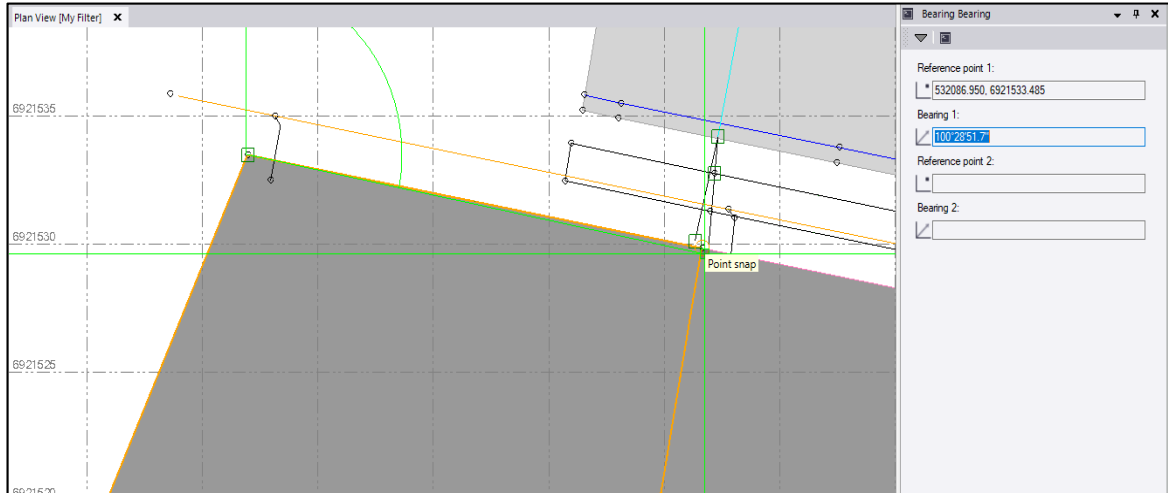 Plan View [My Filter] X
6921535
6921530
6921525
6921520
Point snap
Bearing Bearing
Reference point 1:
532086.950, 6921533.485
Bearing 1:
100°28'51.7"
Reference point 2:
Bearing 2: